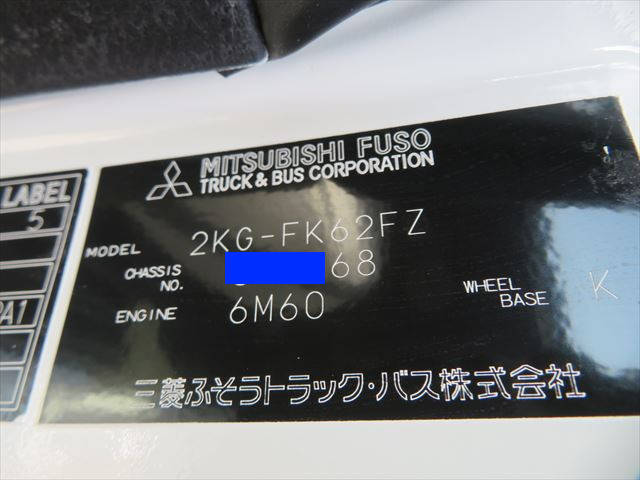 MITSUBISHI FUSO
TRUCK & BUS CORPORATION
LABEL
5
MODEL 2KG-FK62FZ
CHASSIS NO. 68
ENGINE 6M60
WHEEL BASE K
PA1
三菱ふそうトラック・バス株式会社